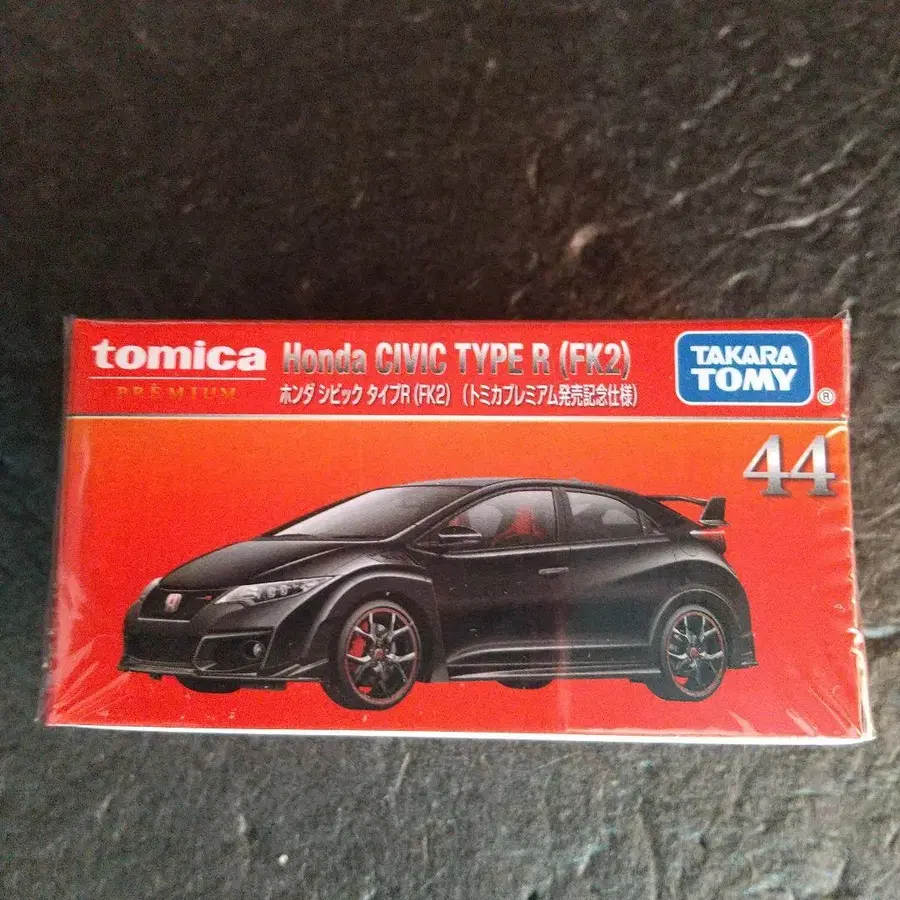 tomica
PREMIUM
Honda CIVIC TYPE R (FK2)
ホンダ シビック タイプR (FK2) (トミカプレミアム発売記念仕様)
TAKARA
TOMY
®
44